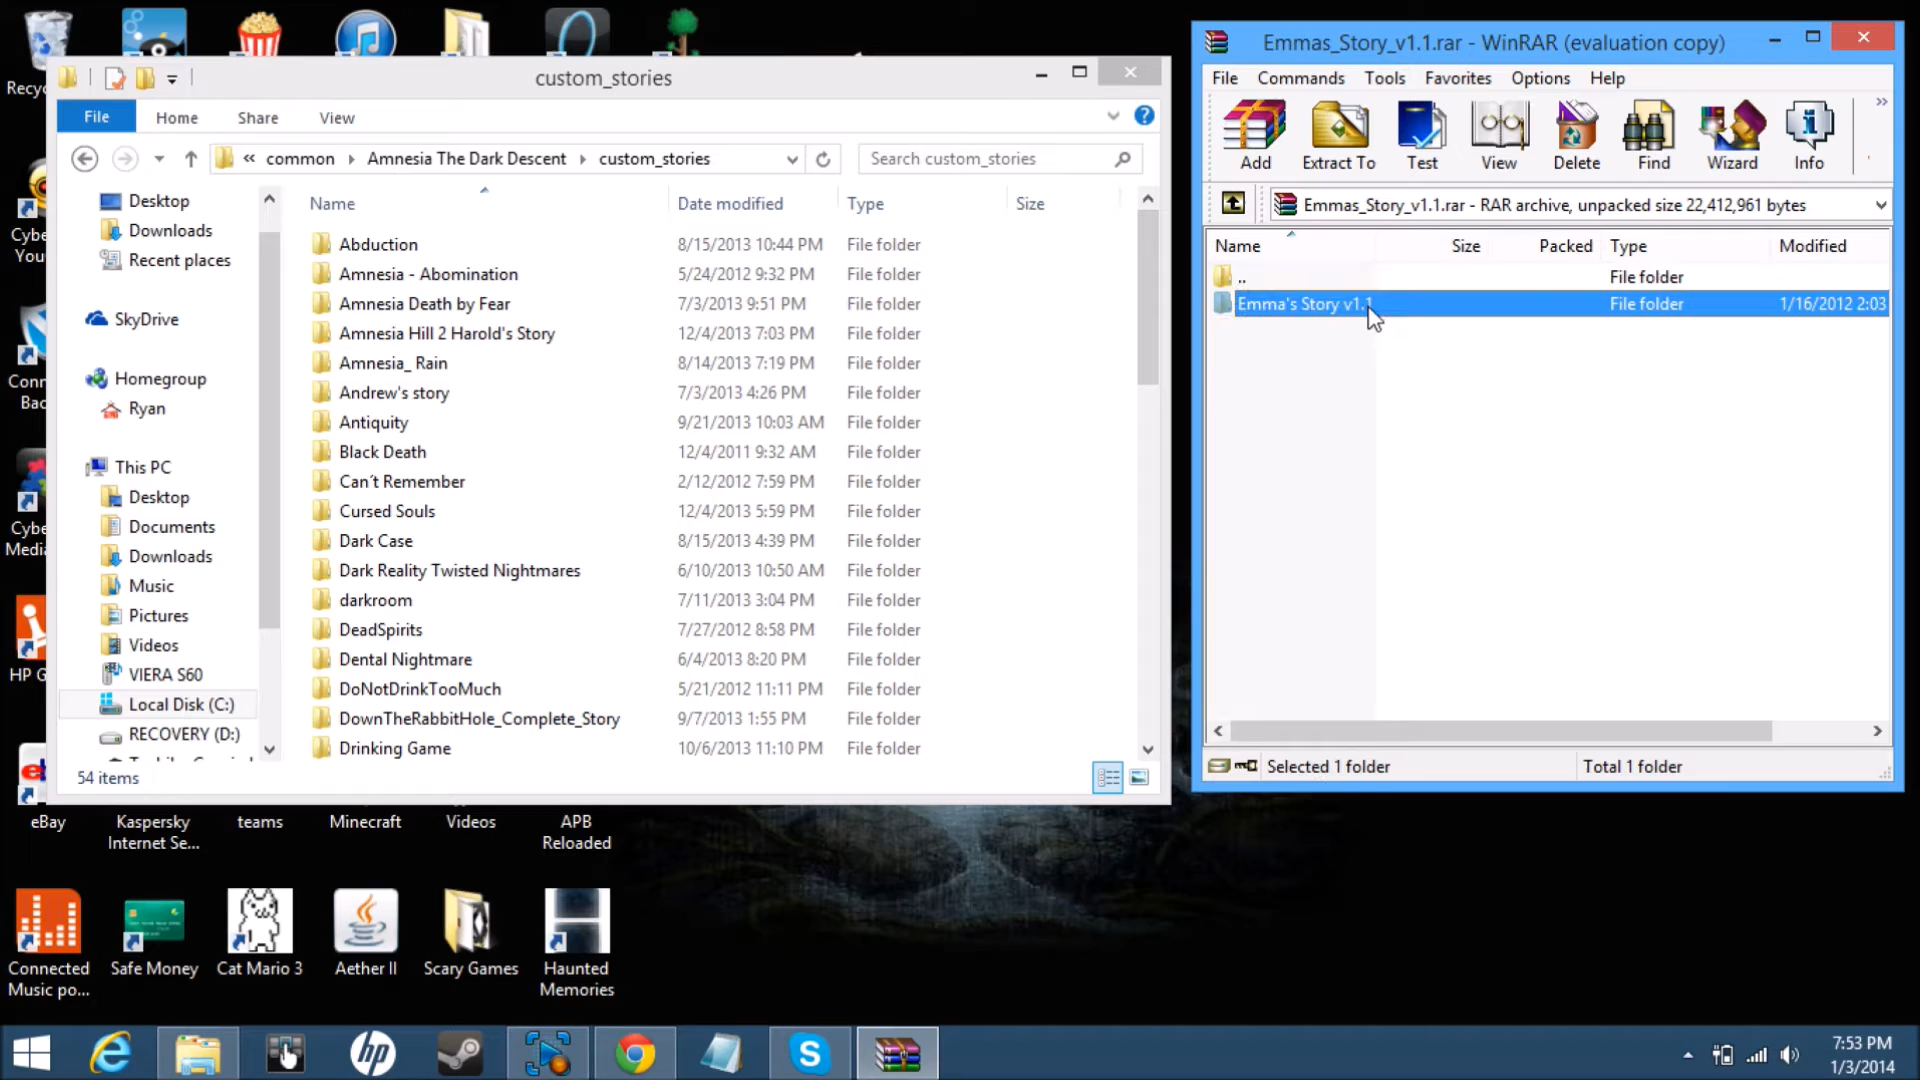 Emmas_Story_v1.1.rar - WinRAR (evaluation copy)
custom_stories
File Commands Tools Favorites Options Help
File Home Share View
Add Extract To Test View Delete Find Wizard Info
« common Amnesia The Dark Descent custom_stories
Search custom_stories
Emmas_Story_v1.1.rar - RAR archive, unpacked size 22,412,961 bytes
Name Size Packed Type Modified
.. File folder
Emma's Story v1.1 File folder 1/16/2012 2:03
Selected 1 folder
Total 1 folder
Desktop
Downloads
Recent places
SkyDrive
Homegroup
Ryan
This PC
Desktop
Documents
Downloads
Music
Pictures
Videos
VIERA S60
Local Disk (C:)
RECOVERY (D:)
Name Date modified Type Size
Abduction 8/15/2013 10:44 PM File folder
Amnesia - Abomination 5/24/2012 9:32 PM File folder
Amnesia Death by Fear 7/3/2013 9:51 PM File folder
Amnesia Hill 2 Harold's Story 12/4/2013 7:03 PM File folder
Amnesia_ Rain 8/14/2013 7:19 PM File folder
Andrew's story 7/3/2013 4:26 PM File folder
Antiquity 9/21/2013 10:03 AM File folder
Black Death 12/4/2011 9:32 AM File folder
Can´t Remember 2/12/2012 7:59 PM File folder
Cursed Souls 12/4/2013 5:59 PM File folder
Dark Case 8/15/2013 4:39 PM File folder
Dark Reality Twisted Nightmares 6/10/2013 10:50 AM File folder
darkroom 7/11/2013 3:04 PM File folder
DeadSpirits 7/27/2012 8:58 PM File folder
Dental Nightmare 6/4/2013 8:20 PM File folder
DoNotDrinkTooMuch 5/21/2012 11:11 PM File folder
DownTheRabbitHole_Complete_Story 9/7/2013 1:55 PM File folder
Drinking Game 10/6/2013 11:10 PM File folder
54 items
Recyc
Cybe
You
Conn
Bac
Cybe
Media
HP G
eBay
Kaspersky
Internet Se...
teams
Minecraft
Videos
APB
Reloaded
Connected
Music po...
Safe Money
Cat Mario 3
Aether II
Scary Games
Haunted
Memories
7:53 PM
1/3/2014